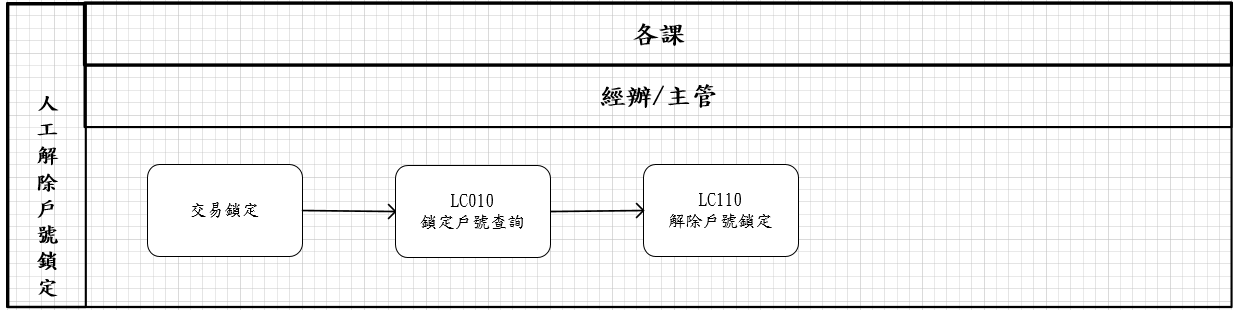 人工解除戶號鎖定
各課
經辦/主管
交易鎖定
LC010
鎖定戶號查詢
LC110
解除戶號鎖定